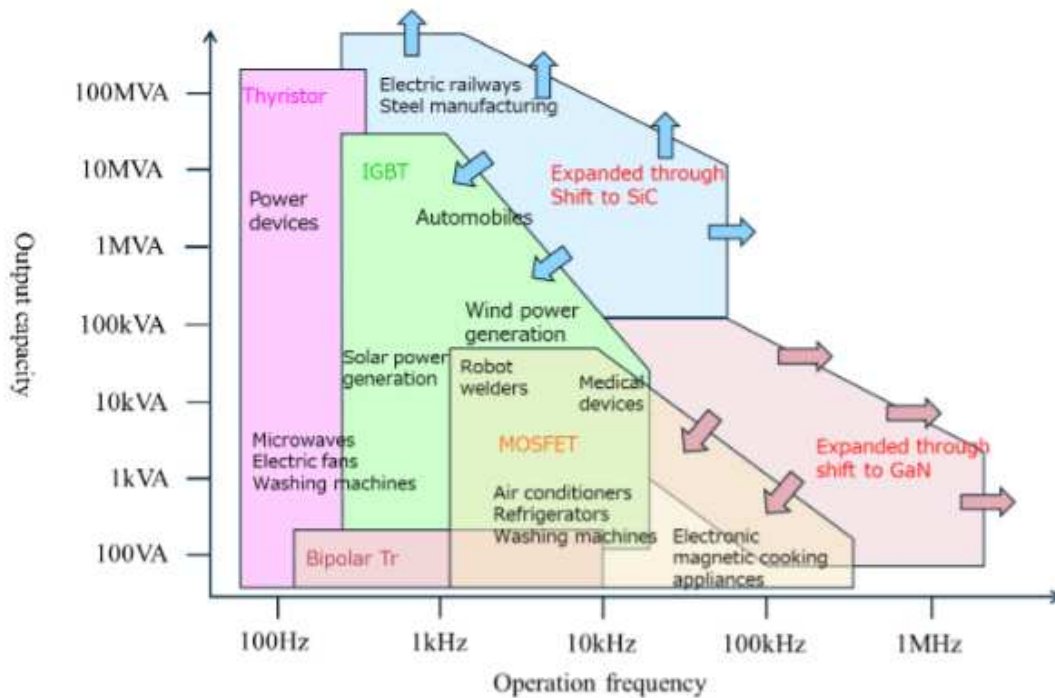 Output capacity
100MVA
10MVA
1MVA
100kVA
10kVA
1kVA
100VA
Thyristor
Power
devices
Electric railways
Steel manufacturing
IGBT
Automobiles
Expanded through
Shift to SiC
Wind power
generation
Solar power
generation
Robot
welders
Medical
devices
MOSFET
Microwaves
Electric fans
Washing machines
Air conditioners
Refrigerators
Washing machines
Expanded through
shift to GaN
Bipolar Tr
Electronic
magnetic cooking
appliances
100Hz
1kHz
10kHz
100kHz
1MHz
Operation frequency